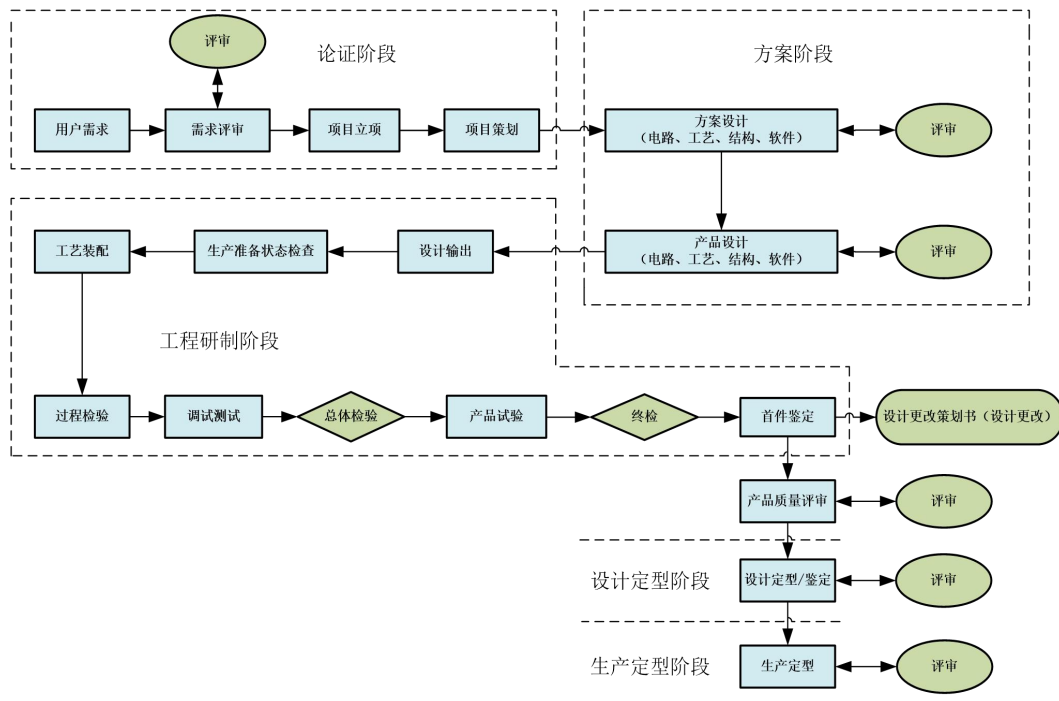 评审
论证阶段
方案阶段
用户需求
需求评审
项目立项
项目策划
方案设计
（电路、工艺、结构、软件）
评审
工艺装配
生产准备状态检查
设计输出
产品设计
（电路、工艺、结构、软件）
评审
工程研制阶段
过程检验
调试测试
总体检验
产品试验
终检
首件鉴定
设计更改策划书（设计更改）
产品质量评审
评审
设计定型阶段
设计定型/鉴定
评审
生产定型阶段
生产定型
评审